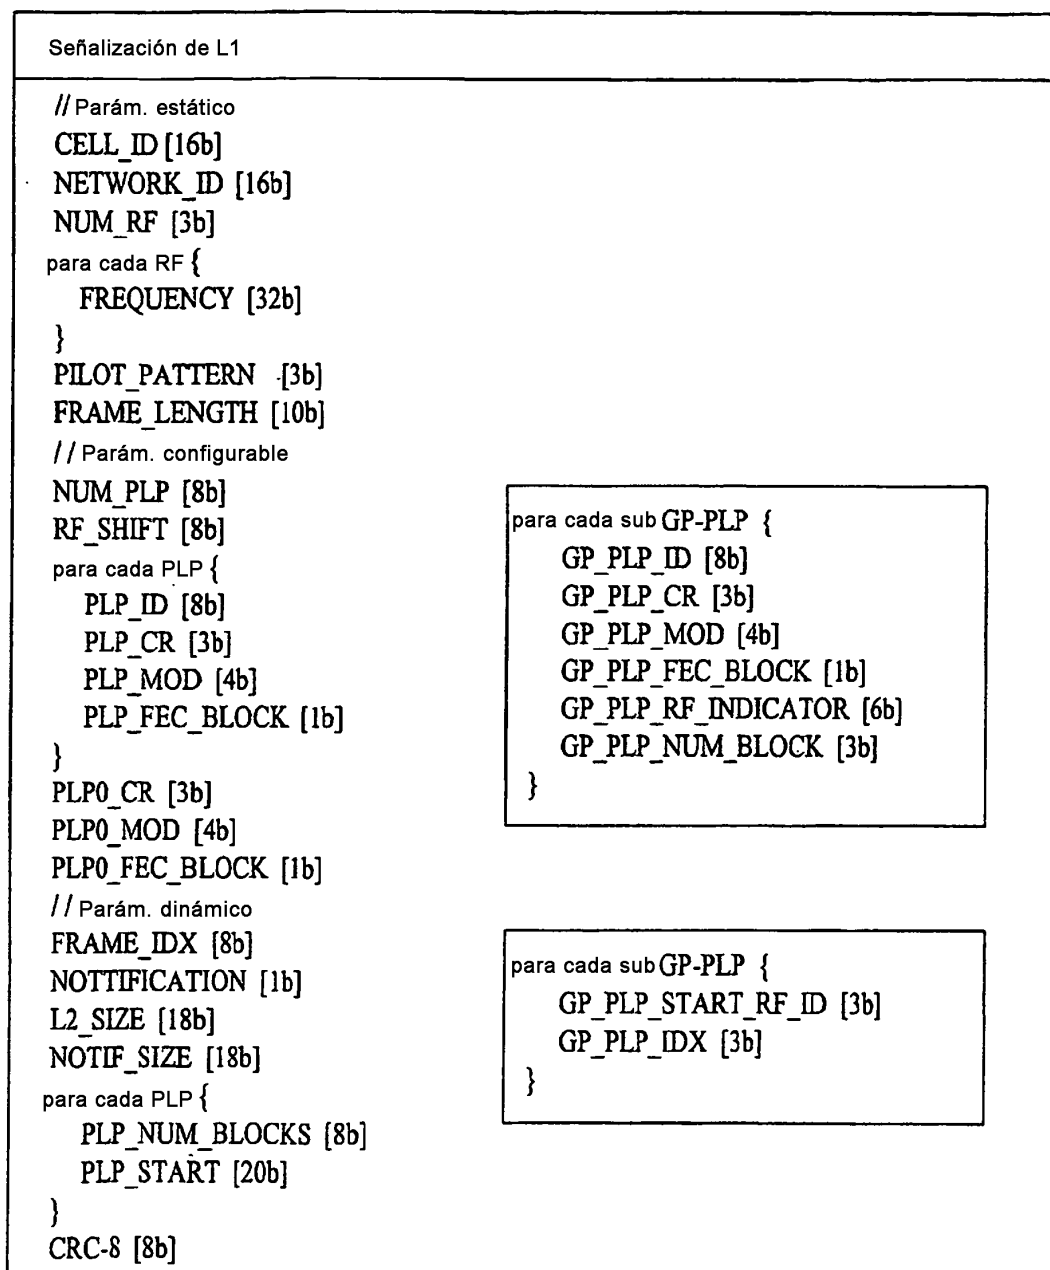 Señalización de L1
// Parám. estático
CELL_ID [16b]
NETWORK_ID [16b]
NUM_RF [3b]
para cada RF {
FREQUENCY [32b]
}
PILOT_PATTERN [3b]
FRAME_LENGTH [10b]
// Parám. configurable
NUM_PLP [8b]
RF_SHIFT [8b]
para cada PLP {
PLP_ID [8b]
PLP_CR [3b]
PLP_MOD [4b]
PLP_FEC_BLOCK [1b]
}
PLP0_CR [3b]
PLP0_MOD [4b]
PLP0_FEC_BLOCK [1b]
// Parám. dinámico
FRAME_IDX [8b]
NOTTIFICATION [1b]
L2_SIZE [18b]
NOTIF_SIZE [18b]
para cada PLP {
PLP_NUM_BLOCKS [8b]
PLP_START [20b]
}
CRC-8 [8b]
para cada sub GP-PLP {
GP_PLP_ID [8b]
GP_PLP_CR [3b]
GP_PLP_MOD [4b]
GP_PLP_FEC_BLOCK [1b]
GP_PLP_RF_INDICATOR [6b]
GP_PLP_NUM_BLOCK [3b]
}
para cada sub GP-PLP {
GP_PLP_START_RF_ID [3b]
GP_PLP_IDX [3b]
}